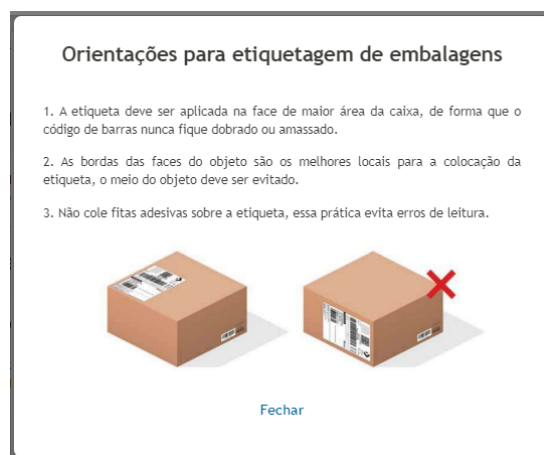 Orientações para etiquetagem de embalagens
1. A etiqueta deve ser aplicada na face de maior área da caixa, de forma que o
código de barras nunca fique dobrado ou amassado.
2. As bordas das faces do objeto são os melhores locais para a colocação da
etiqueta, o meio do objeto deve ser evitado.
3. Não cole fitas adesivas sobre a etiqueta, essa prática evita erros de leitura.
Fechar